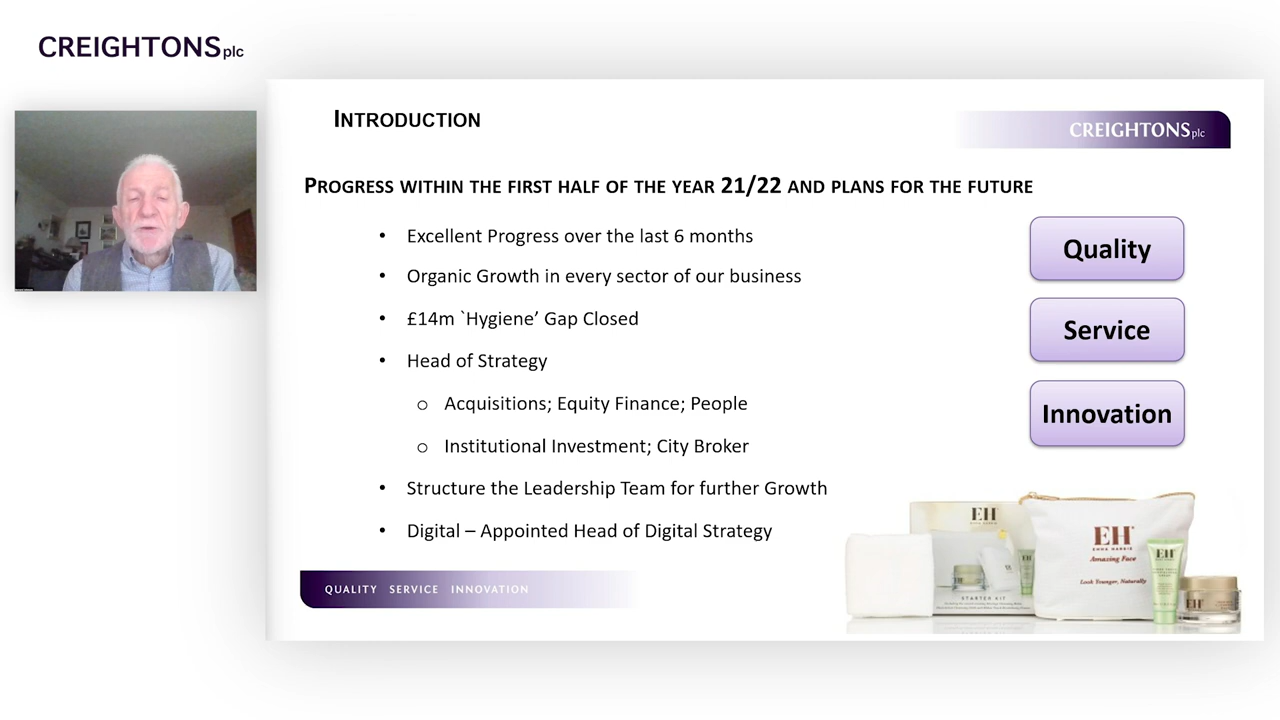 CREIGHTONSplc
INTRODUCTION
CREIGHTONSplc
PROGRESS WITHIN THE FIRST HALF OF THE YEAR 21/22 AND PLANS FOR THE FUTURE
• Excellent Progress over the last 6 months
• Organic Growth in every sector of our business
• £14m `Hygiene’ Gap Closed
• Head of Strategy
o Acquisitions; Equity Finance; People
o Institutional Investment; City Broker
• Structure the Leadership Team for further Growth
• Digital – Appointed Head of Digital Strategy
Quality
Service
Innovation
EH
STARTER KIT
EH
EMMA HARDIE
Amazing Face
Look Younger, Naturally
EH
EH
QUALITY SERVICE INNOVATION